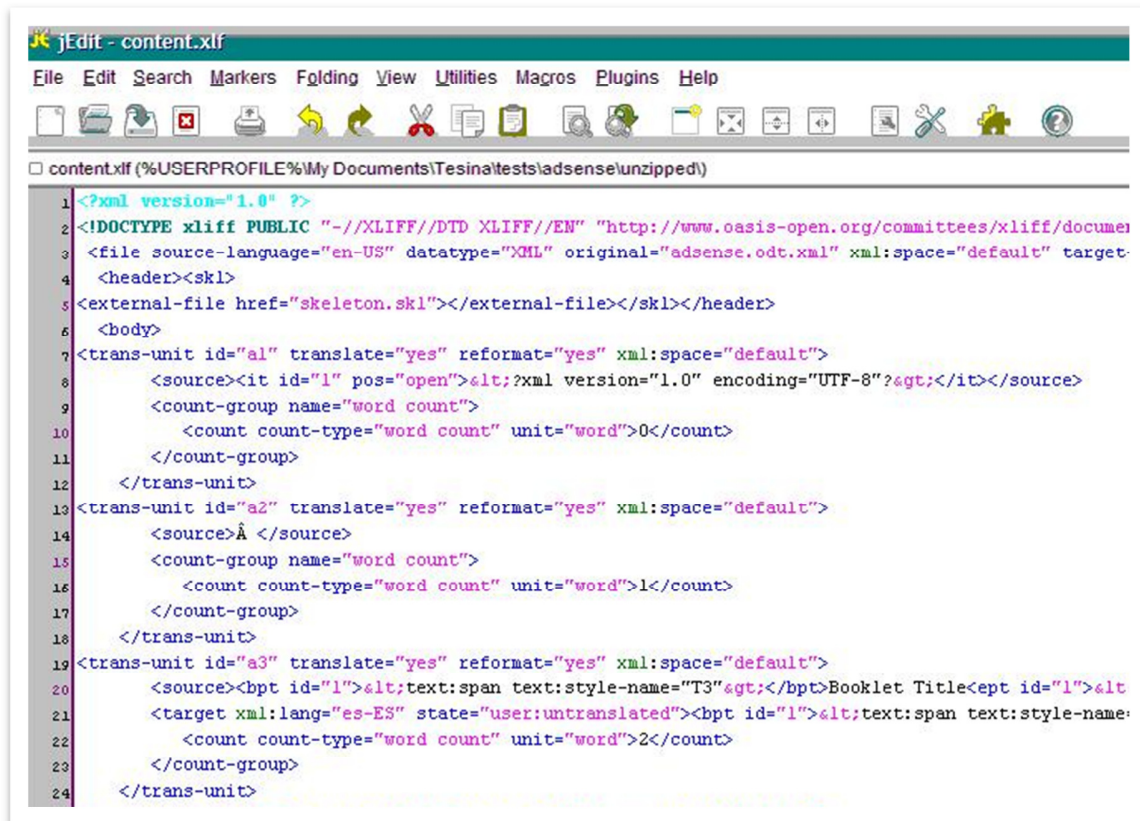 jEdit - content.xlf
File Edit Search Markers Folding View Utilities Macros Plugins Help
content.xlf (%USERPROFILE%\My Documents\Tesina\tests\adsense\unzipped\)
1 <?xml version="1.0" ?>
2 <!DOCTYPE xliff PUBLIC "-//XLIFF//DTD XLIFF//EN" "http://www.oasis-open.org/committees/xliff/documen
3 <file source-language="en-US" datatype="XML" original="adsense.odt.xml" xml:space="default" target-
4 <header><skl>
5 <external-file href="skeleton.skl"></external-file></skl></header>
6 <body>
7 <trans-unit id="a1" translate="yes" reformat="yes" xml:space="default">
8 <source><it id="1" pos="open">&lt;?xml version="1.0" encoding="UTF-8"?&gt;</it></source>
9 <count-group name="word count">
10 <count count-type="word count" unit="word">0</count>
11 </count-group>
12 </trans-unit>
13 <trans-unit id="a2" translate="yes" reformat="yes" xml:space="default">
14 <source>Â </source>
15 <count-group name="word count">
16 <count count-type="word count" unit="word">1</count>
17 </count-group>
18 </trans-unit>
19 <trans-unit id="a3" translate="yes" reformat="yes" xml:space="default">
20 <source><bpt id="1">&lt;text:span text:style-name="T3"&gt;</bpt>Booklet Title<ept id="1">&lt
21 <target xml:lang="es-ES" state="user:untranslated"><bpt id="1">&lt;text:span text:style-name=
22 <count count-type="word count" unit="word">2</count>
23 </count-group>
24 </trans-unit>